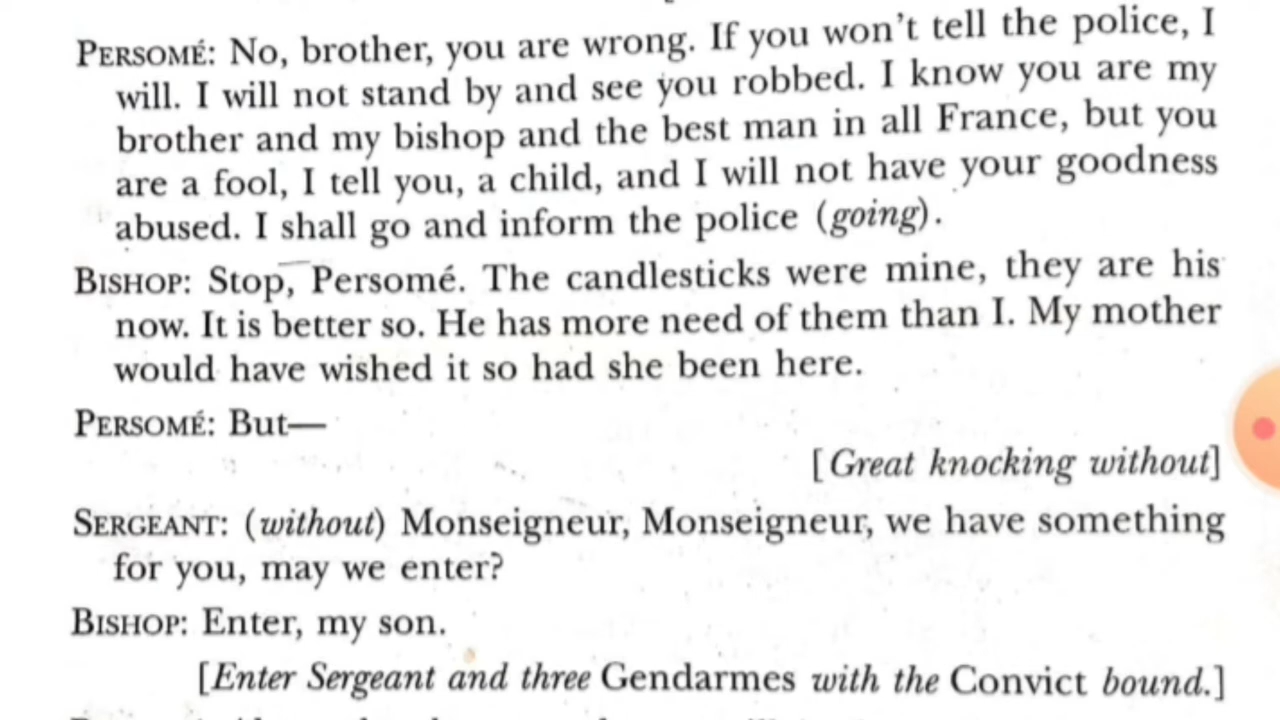 PERSOMÉ: No, brother, you are wrong. If you won't tell the police, I
will. I will not stand by and see you robbed. I know you are my
brother and my bishop and the best man in all France, but you
are a fool, I tell you, a child, and I will not have your goodness
abused. I shall go and inform the police (going).
BISHOP: Stop, Persomé. The candlesticks were mine, they are his
now. It is better so. He has more need of them than I. My mother
would have wished it so had she been here.
PERSOMÉ: But—
[Great knocking without]
SERGEANT: (without) Monseigneur, Monseigneur, we have something
for you, may we enter?
BISHOP: Enter, my son.
[Enter Sergeant and three Gendarmes with the Convict bound.]